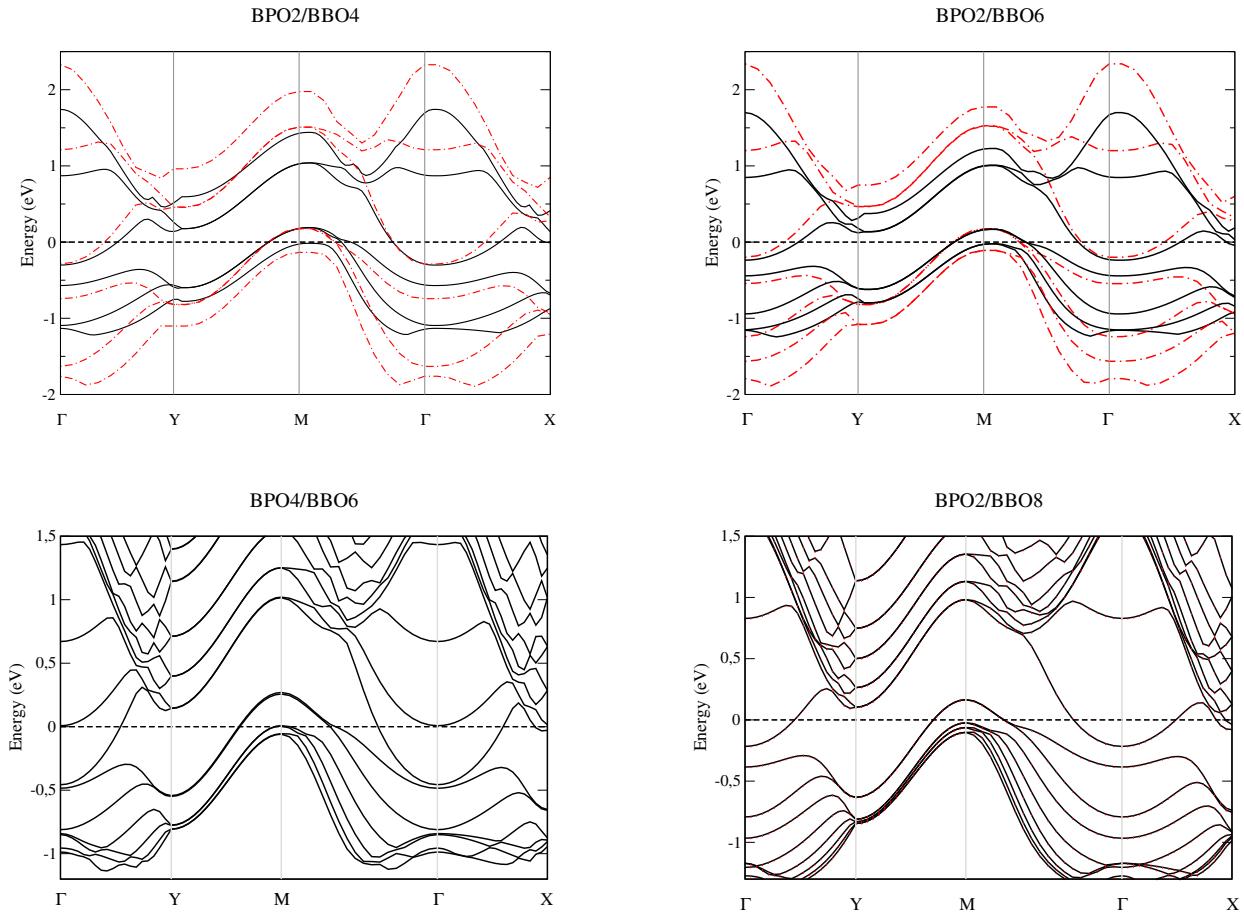 BPO2/BBO4
2
1
0
-1
-2
Energy (eV)
Γ Y M Γ X
BPO2/BBO6
2
1
0
-1
-2
Energy (eV)
Γ Y M Γ X
BPO4/BBO6
1,5
1
0,5
0
-0,5
-1
Energy (eV)
Γ Y M Γ X
BPO2/BBO8
1,5
1
0,5
0
-0,5
-1
Energy (eV)
Γ Y M Γ X